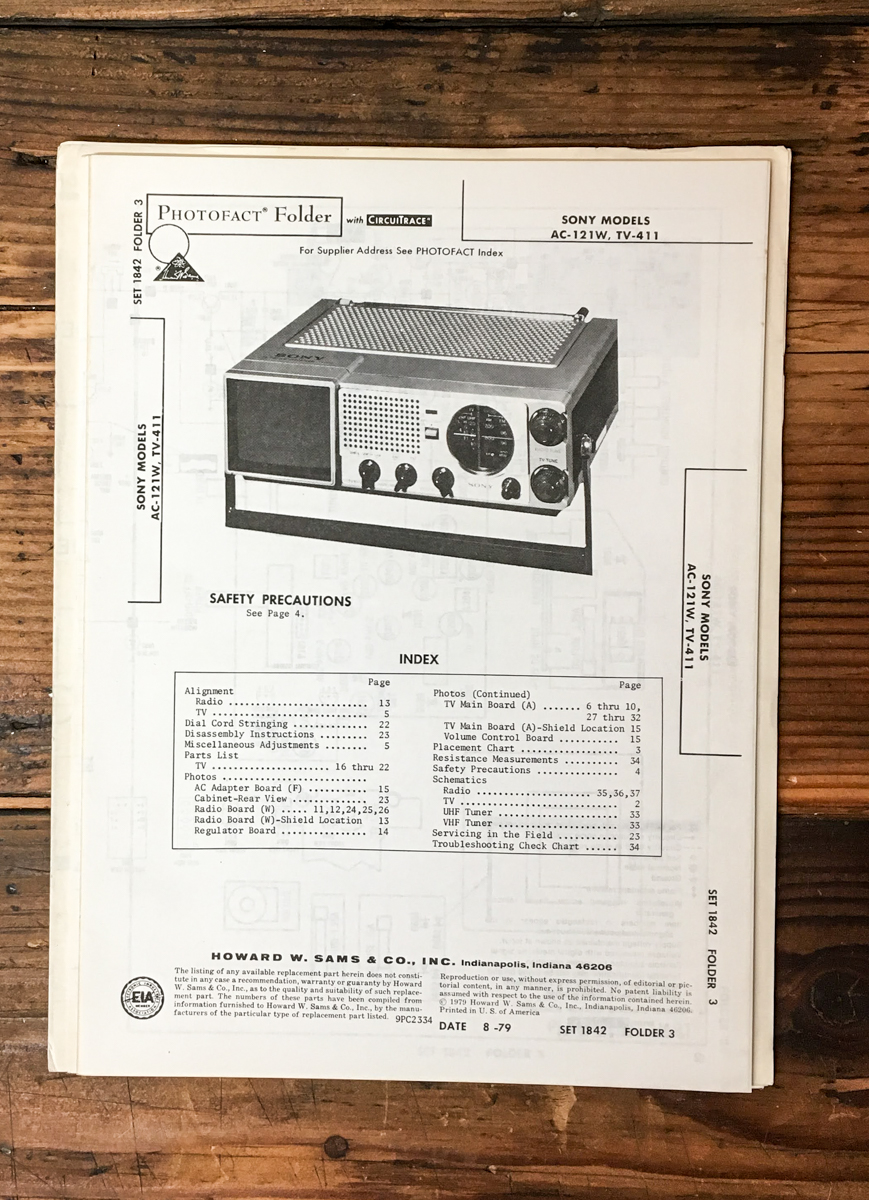 PHOTOFACT® Folder with CIRCUITRACE®
SONY MODELS
AC-121W, TV-411
For Supplier Address See PHOTOFACT Index
SET 1842 FOLDER 3
SONY MODELS
AC-121W, TV-411
SONY
TV TUNE
SONY MODELS
AC-121W, TV-411
SAFETY PRECAUTIONS
See Page 4.
INDEX
Page
Alignment
Radio .......................... 13
TV ............................. 5
Dial Cord Stringing .............. 22
Disassembly Instructions ......... 23
Miscellaneous Adjustments ........ 5
Parts List
TV ..................... 16 thru 22
Photos ...........................
AC Adapter Board (F) ........... 15
Cabinet-Rear View .............. 23
Radio Board (W) ..... 11,12,24,25,26
Radio Board (W)-Shield Location 13
Regulator Board ................ 14
Page
Photos (Continued)
TV Main Board (A) ....... 6 thru 10,
27 thru 32
TV Main Board (A)-Shield Location 15
Volume Control Board ........... 15
Placement Chart .................. 3
Resistance Measurements .......... 34
Safety Precautions ............... 4
Schematics
Radio ..................... 35,36,37
TV ............................. 2
UHF Tuner ...................... 33
VHF Tuner ...................... 33
Servicing in the Field ........... 23
Troubleshooting Check Chart ...... 34
SET 1842 FOLDER 3
HOWARD W. SAMS & CO., INC. Indianapolis, Indiana 46206
EIA
The listing of any available replacement part herein does not consti-
tute in any case a recommendation, warranty or guaranty by Howard
W. Sams & Co., Inc., as to the quality and suitability of such replace-
ment part. The numbers of these parts have been compiled from
information furnished to Howard W. Sams & Co., Inc., by the manu-
facturers of the particular type of replacement part listed. 9PC2334
Reproduction or use, without express permission, of editorial or pic-
torial content, in any manner, is prohibited. No patent liability is
assumed with respect to the use of the information contained herein.
© 1979 Howard W. Sams & Co., Inc., Indianapolis, Indiana 46206.
Printed in U. S. of America
DATE 8 -79 SET 1842 FOLDER 3